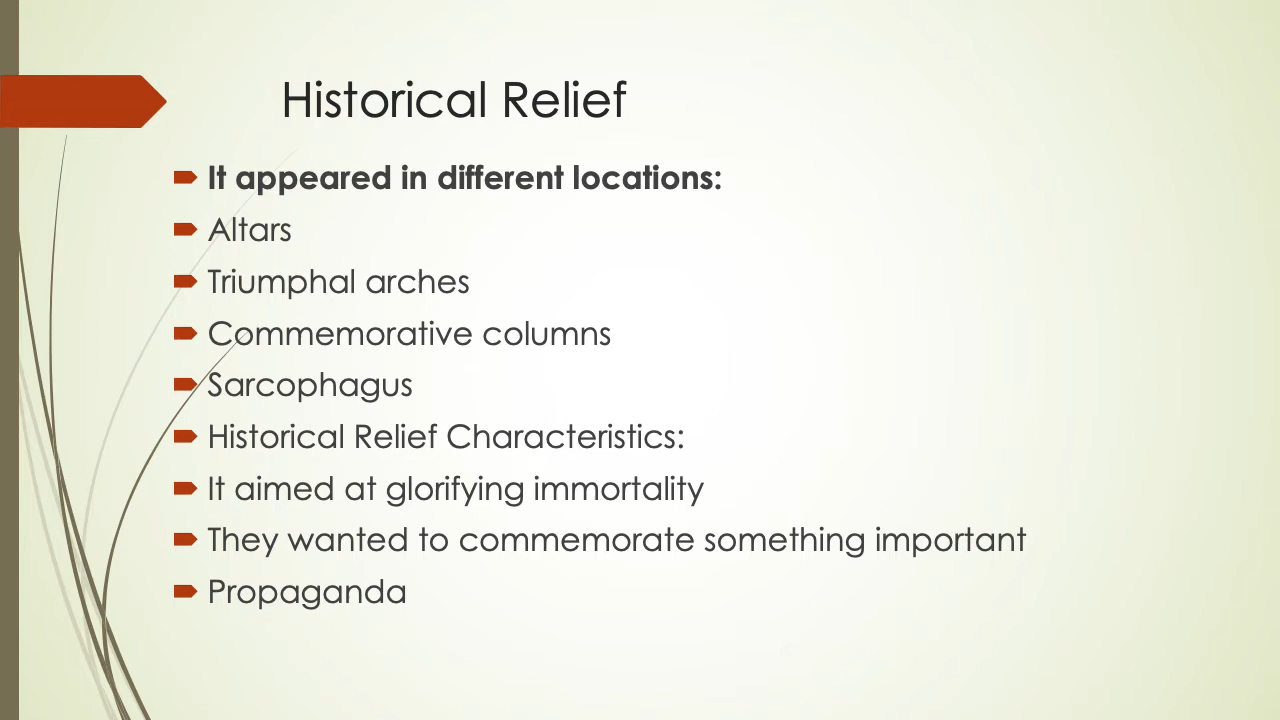 Historical Relief
It appeared in different locations:
Altars
Triumphal arches
Commemorative columns
Sarcophagus
Historical Relief Characteristics:
It aimed at glorifying immortality
They wanted to commemorate something important
Propaganda